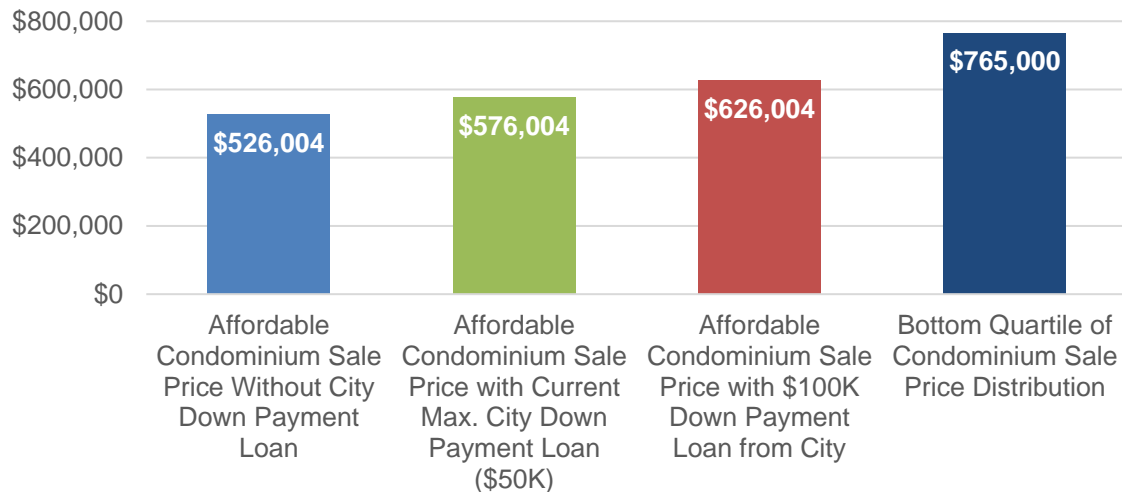 $800,000
$600,000
$400,000
$200,000
$0
$526,004
$576,004
$626,004
$765,000
Affordable
Condominium Sale
Price Without City
Down Payment
Loan
Affordable
Condominium Sale
Price with Current
Max. City Down
Payment Loan
($50K)
Affordable
Condominium Sale
Price with $100K
Down Payment
Loan from City
Bottom Quartile of
Condominium Sale
Price Distribution